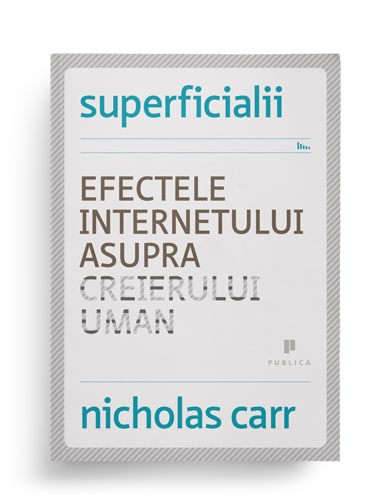 superficialii
EFECTELE
INTERNETULUI
ASUPRA
CREIERULUI
UMAN
PUBLICA
nicholas carr